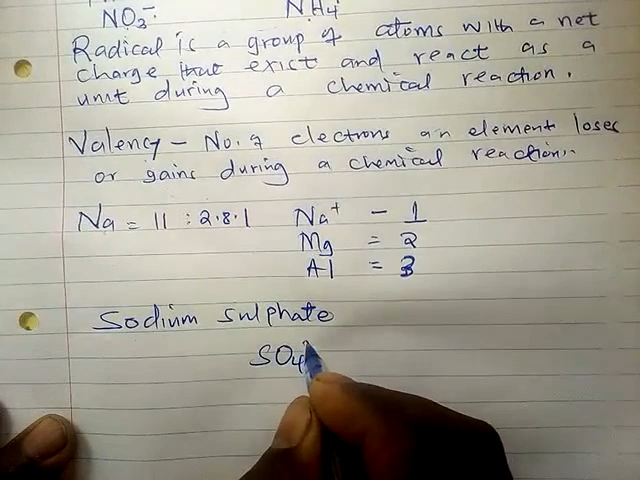 NO3⁻ NH4
Radical is a group of atoms with a net
charge that exist and react as a
unit during a chemical reaction.
Valency - No. of electrons an element loses
or gains during a chemical reaction..
Na = 11 : 2.8.1 Na⁺ - 1
Mg = 2
Al = 3
Sodium sulphate
SO4